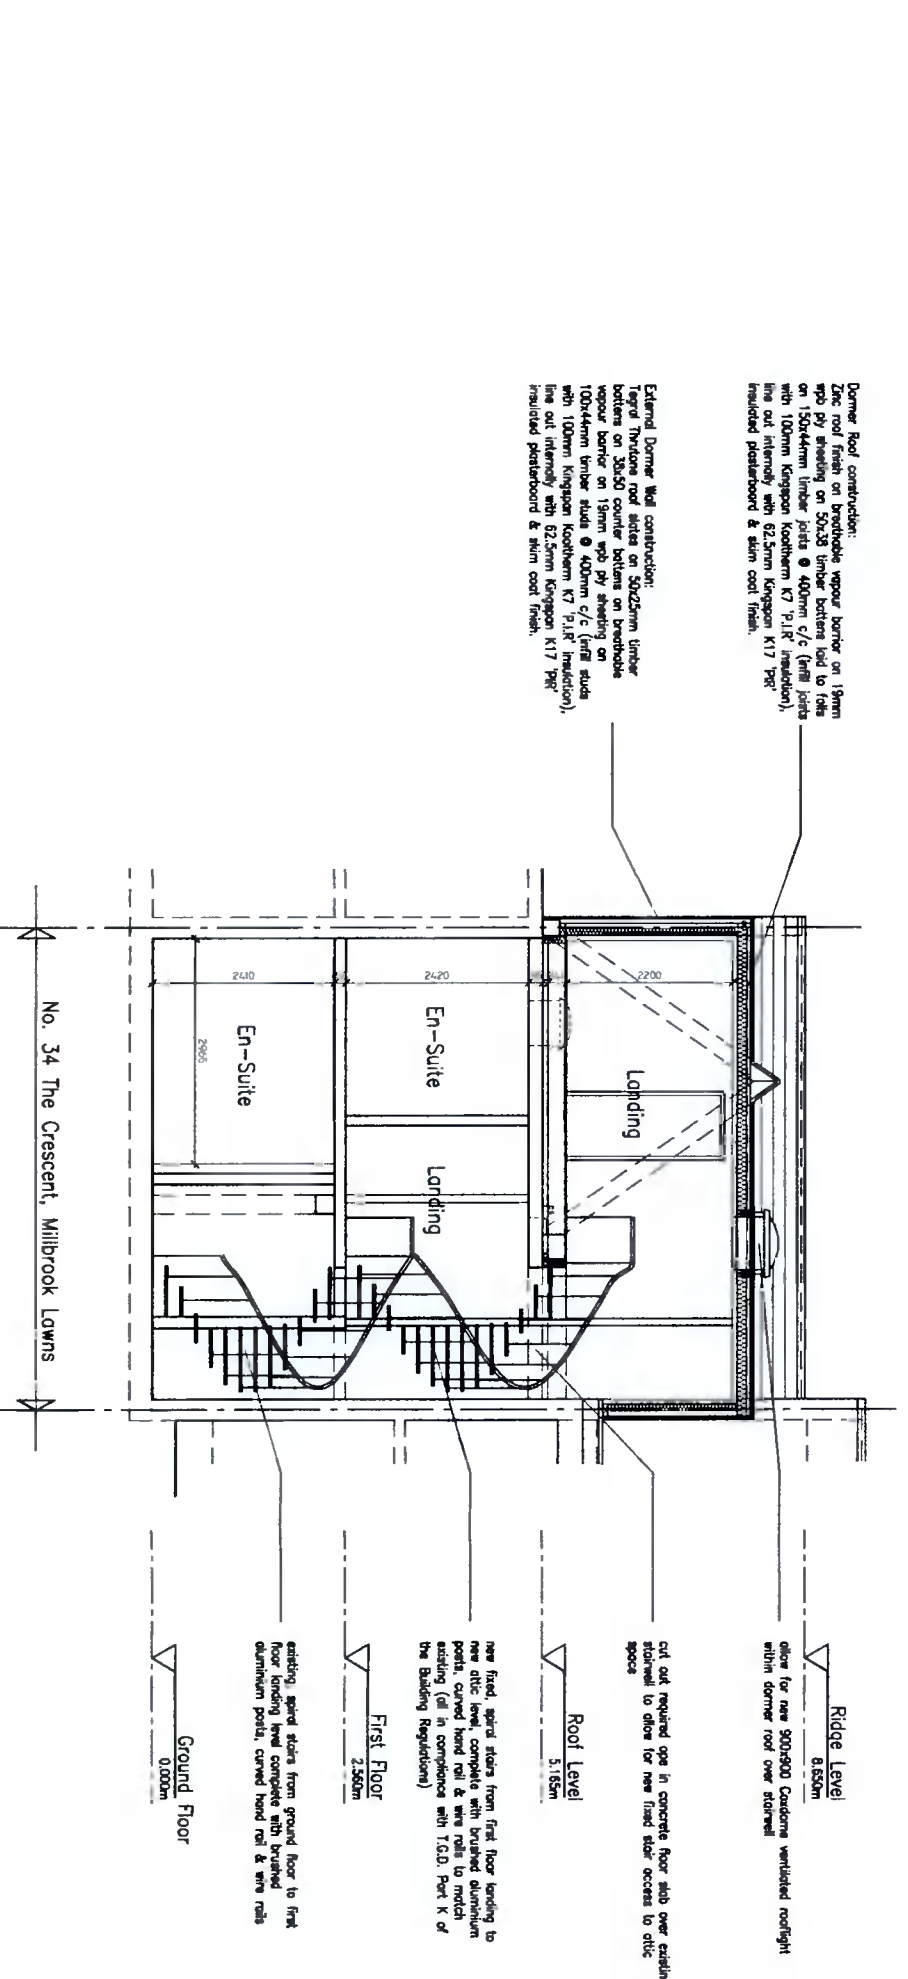 Dormer Roof construction:
Zinc roof finish on breathable vapour barrier on 19mm
wpb ply sheeting on 50x38 timber battens laid to falls
on 150x44mm timber joists @ 400mm c/c (infill joists
with 100mm Kingspan Kooltherm K7 'P.I.R' insulation),
line out internally with 62.5mm Kingspan K17 'PIR'
insulated plasterboard & skim coat finish.
External Dormer Wall construction:
Tegral Thrutone roof slates on 50x25mm timber
battens on 38x50 counter battens on breathable
vapour barrier on 19mm wpb ply sheeting on
100x44mm timber studs @ 400mm c/c (infill studs
with 100mm Kingspan Kooltherm K7 'P.I.R' insulation),
line out internally with 62.5mm Kingspan K17 'PIR'
insulated plasterboard & skim coat finish.
2200
Landing
2420
En-Suite
Landing
2410
En-Suite
2965
No. 34 The Crescent, Millbrook Lawns
Ridge Level
8.650m
allow for new 900x900 Coxdome ventilated rooflight
within dormer roof over stairwell
cut out required ope in concrete floor slab over existin
stairwell to allow for new fixed stair access to attic
space
Roof Level
5.165m
new fixed, spiral stairs from first floor landing to
new attic level, complete with brushed aluminium
posts, curved hand rail & wire rails to match
existing (all in compliance with T.G.D. Part K of
the Building Regulations)
First Floor
2.560m
existing, spiral stairs from ground floor to first
floor landing level complete with brushed
aluminium posts, curved hand rail & wire rails
Ground Floor
0.000m